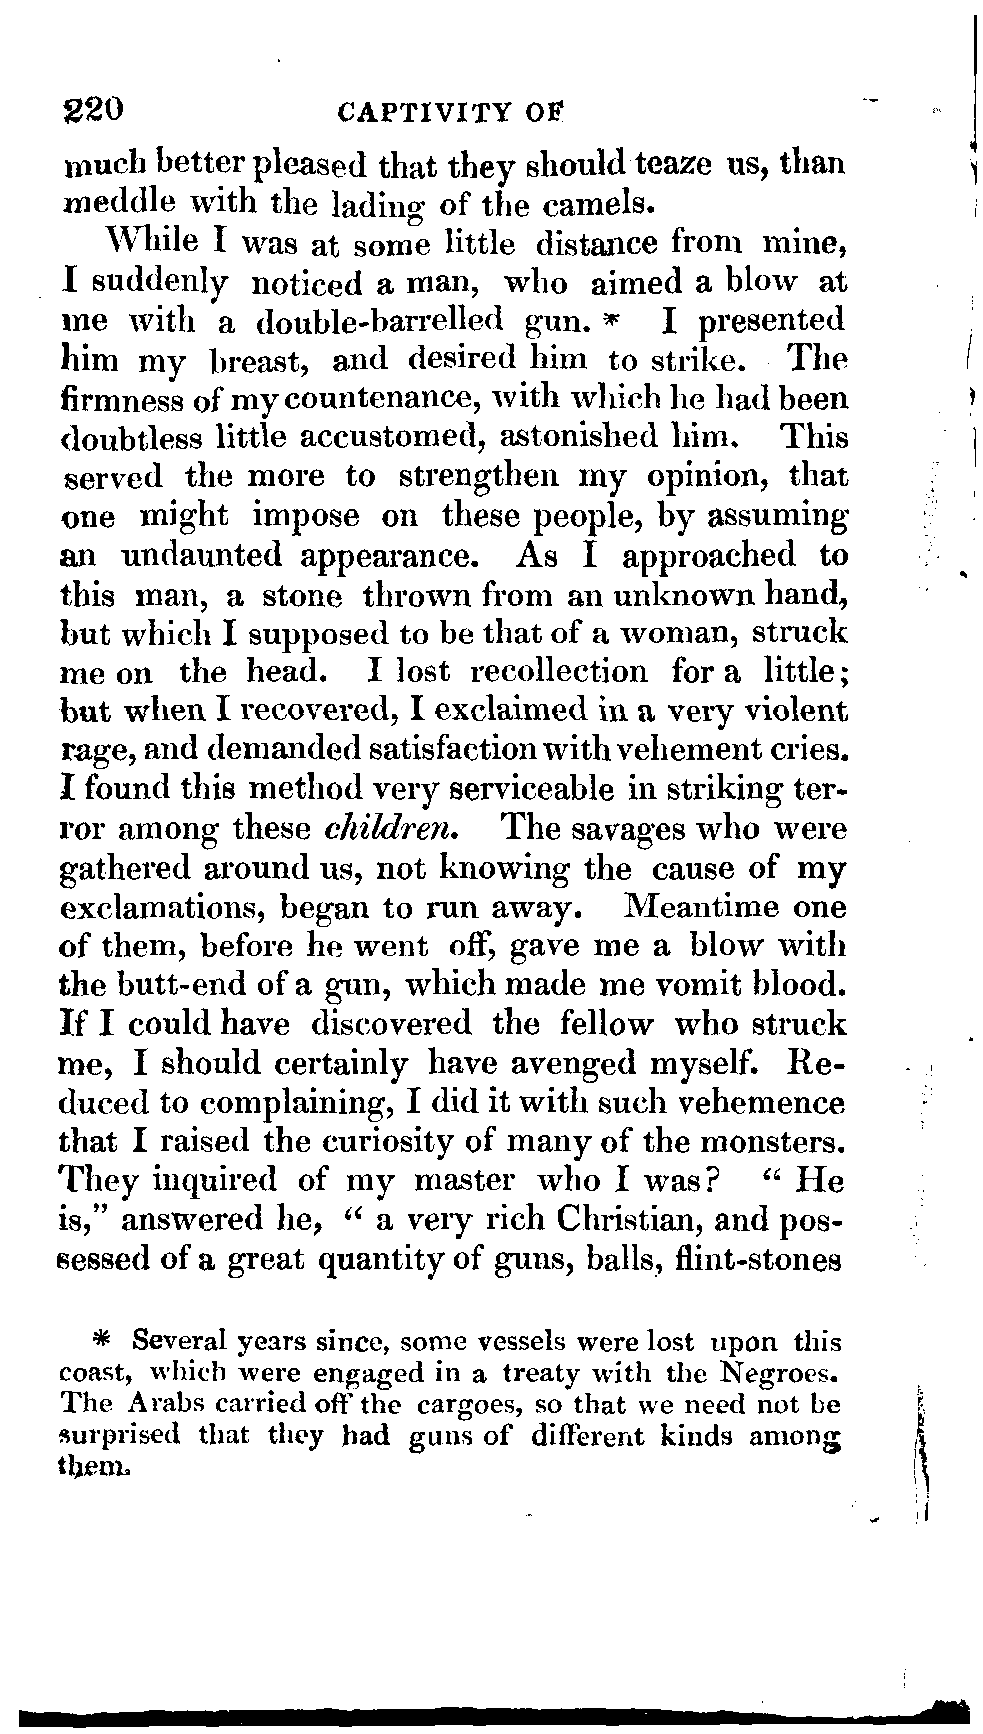 220 CAPTIVITY OF
much better pleased that they should teaze us, than
meddle with the lading of the camels.
While I was at some little distance from mine,
I suddenly noticed a man, who aimed a blow at
me with a double-barrelled gun. * I presented
him my breast, and desired him to strike. The
firmness of my countenance, with which he had been
doubtless little accustomed, astonished him. This
served the more to strengthen my opinion, that
one might impose on these people, by assuming
an undaunted appearance. As I approached to
this man, a stone thrown from an unknown hand,
but which I supposed to be that of a woman, struck
me on the head. I lost recollection for a little;
but when I recovered, I exclaimed in a very violent
rage, and demanded satisfaction with vehement cries.
I found this method very serviceable in striking ter-
ror among these children. The savages who were
gathered around us, not knowing the cause of my
exclamations, began to run away. Meantime one
of them, before he went off, gave me a blow with
the butt-end of a gun, which made me vomit blood.
If I could have discovered the fellow who struck
me, I should certainly have avenged myself. Re-
duced to complaining, I did it with such vehemence
that I raised the curiosity of many of the monsters.
They inquired of my master who I was? “ He
is,” answered he, “ a very rich Christian, and pos-
sessed of a great quantity of guns, balls, flint-stones
* Several years since, some vessels were lost upon this
coast, which were engaged in a treaty with the Negroes.
The Arabs carried off the cargoes, so that we need not be
surprised that they had guns of different kinds among
them.